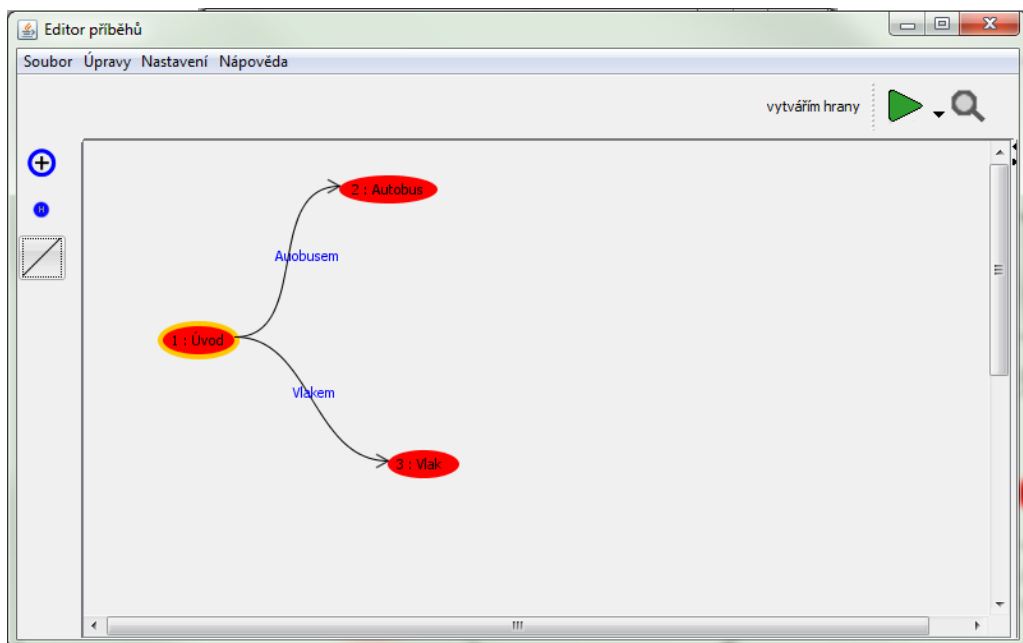 Editor příběhů
Soubor Úpravy Nastavení Nápověda
vytvářím hrany
H
2 : Autobus
Auobusem
1 : Úvod
Vlakem
3 : Vlak